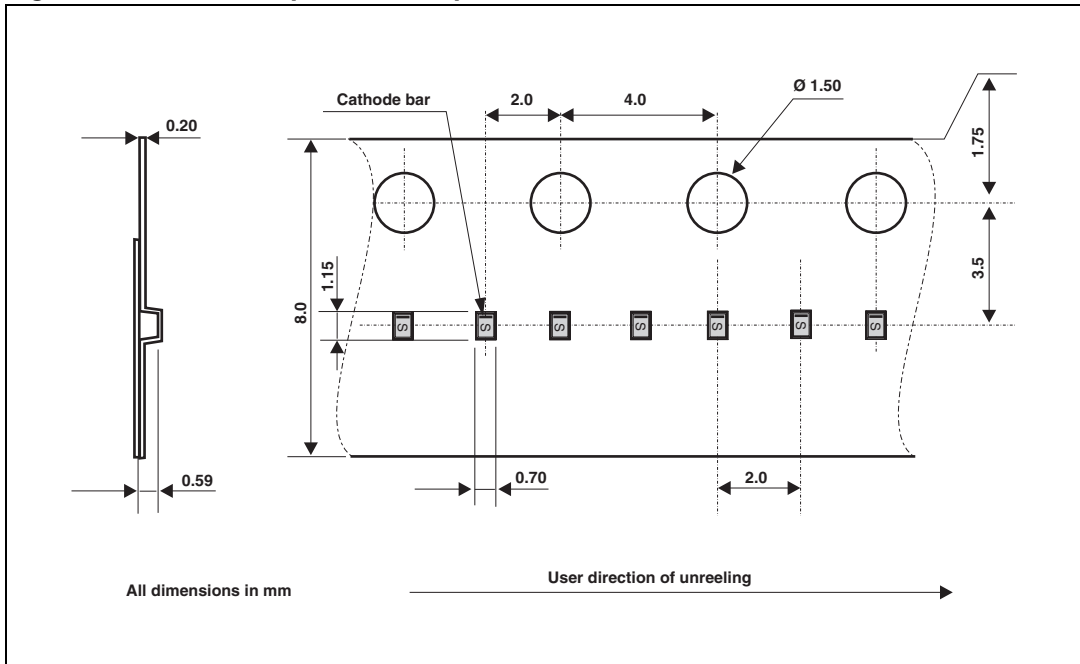 Cathode bar
2.0
4.0
Ø 1.50
0.20
1.75
1.15
8.0
3.5
S
S
S
S
S
S
S
0.59
0.70
2.0
All dimensions in mm
User direction of unreeling